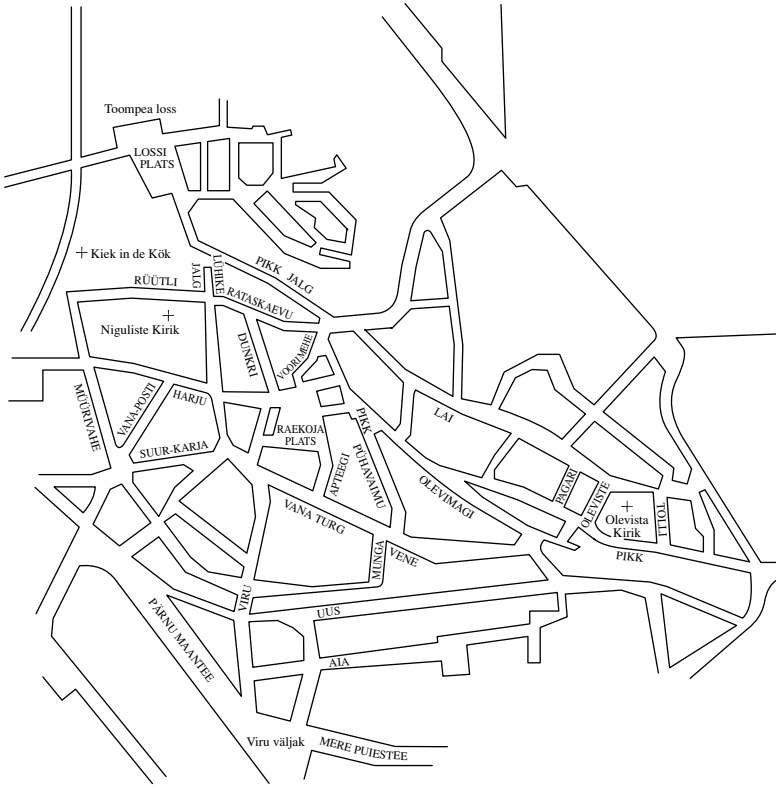 Toompea loss
LOSSI
PLATS
Kiek in de Kök
PIKK JALG
LÜHIKE
JALG
RÜÜTLI
RATASKAEVU
Niguliste Kirik
DUNKRI
VOORIMEHE
MÜÜRIVAHE
VANA-POSTI
HARJU
SUUR-KARJA
RAEKOJA
PLATS
PIKK
LAI
APTEEGI
PÜHAVAIMU
OLEVIMAGI
PAGARI
OLEVISTE
Olevista
Kirik
TOLLI
PIKK
VANA TURG
MUNGA
VENE
VIRU
UUS
PÄRNU MAANTEE
AIA
Viru väljak
MERE PUIESTEE